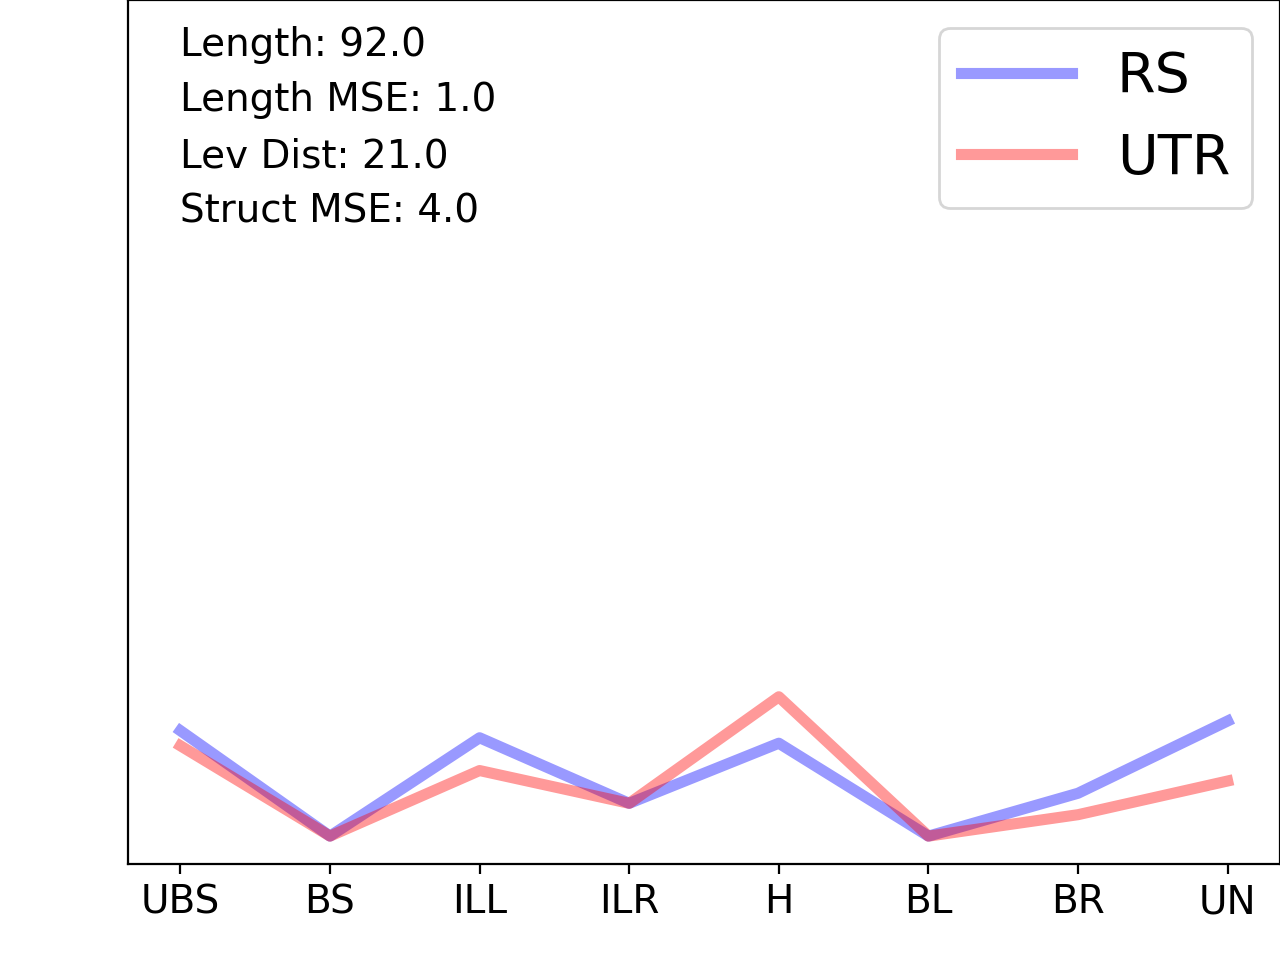 Length: 92.0
Length MSE: 1.0
Lev Dist: 21.0
Struct MSE: 4.0
RS
UTR
UBS BS ILL ILR H BL BR UN